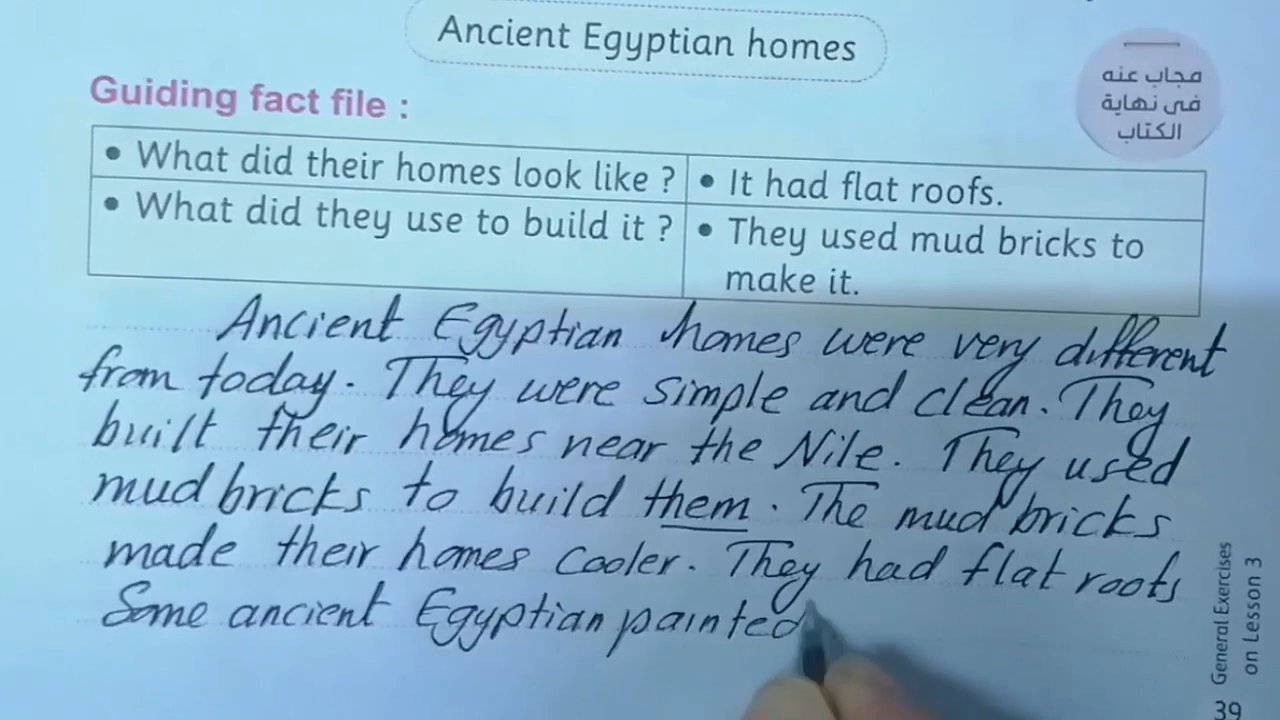 Ancient Egyptian homes
مجاب عنه
فى نهاية
الكتاب
Guiding fact file :
• What did their homes look like ? • It had flat roofs.
• What did they use to build it ? • They used mud bricks to
make it.
Ancient Egyptian homes were very different
from today. They were simple and clean. They
built their homes near the Nile. They used
mud bricks to build them. The mud bricks
made their homes cooler. They had flat roofs
Some ancient Egyptian painted
General Exercises
on Lesson 3
39